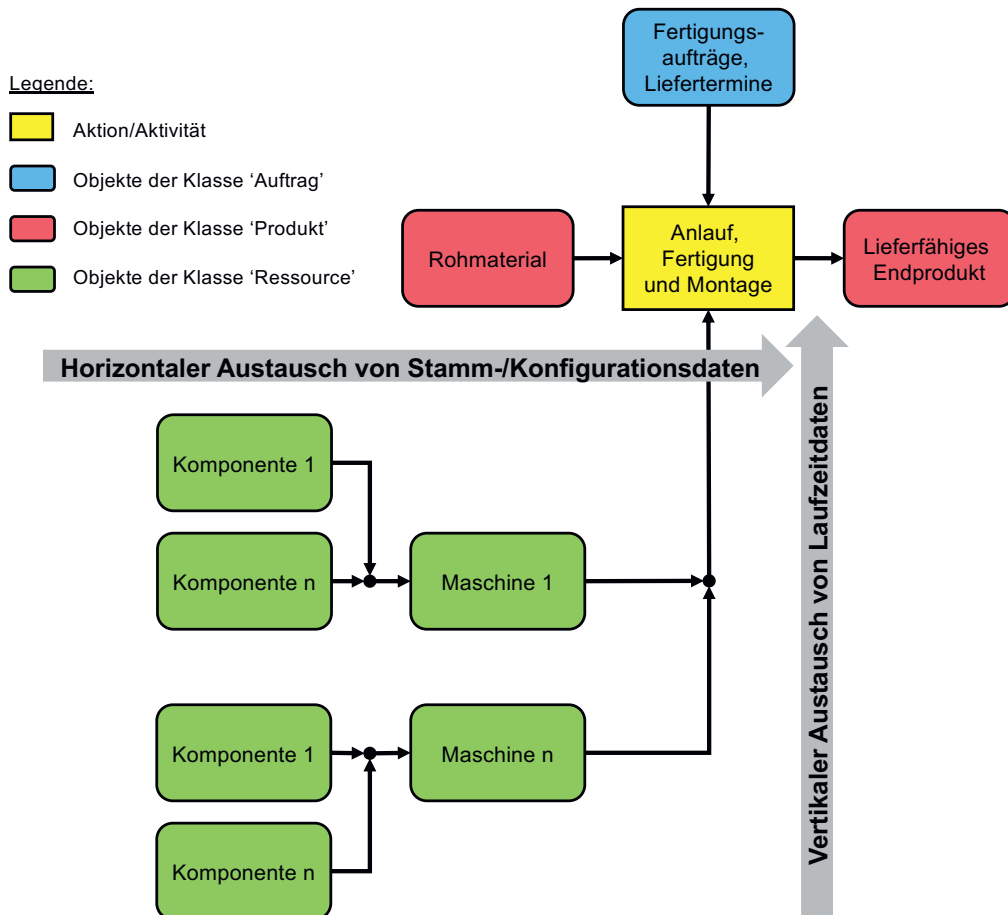 Fertigungs-
aufträge,
Liefertermine
Legende:
Aktion/Aktivität
Objekte der Klasse ‘Auftrag’
Objekte der Klasse ‘Produkt’
Objekte der Klasse ‘Ressource’
Rohmaterial
Anlauf,
Fertigung
und Montage
Lieferfähiges
Endprodukt
Horizontaler Austausch von Stamm-/Konfigurationsdaten
Vertikaler Austausch von Laufzeitdaten
Komponente 1
Komponente n
Maschine 1
Komponente 1
Maschine n
Komponente n